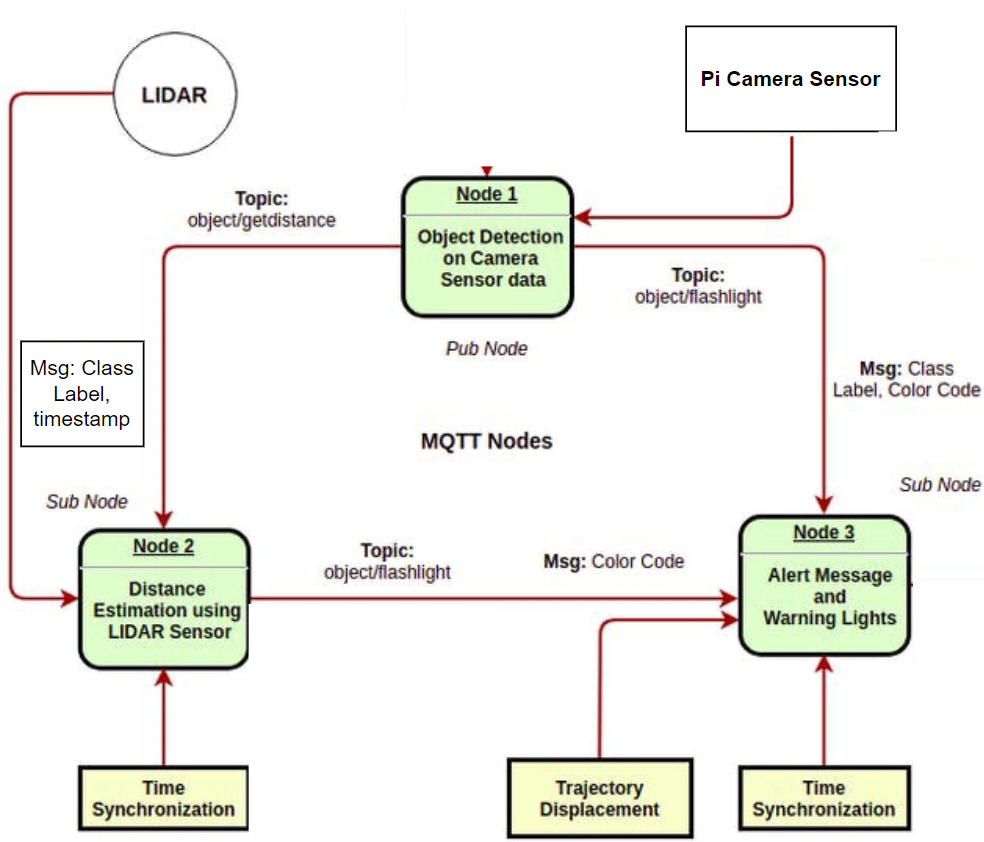 LIDAR
Pi Camera Sensor
Topic:
object/getdistance
Node 1
Object Detection
on Camera
Sensor data
Topic:
object/flashlight
Pub Node
Msg: Class
Label,
timestamp
Msg: Class
Label, Color Code
MQTT Nodes
Sub Node
Sub Node
Node 2
Distance
Estimation using
LIDAR Sensor
Topic:
object/flashlight
Msg: Color Code
Node 3
Alert Message
and
Warning Lights
Time
Synchronization
Trajectory
Displacement
Time
Synchronization